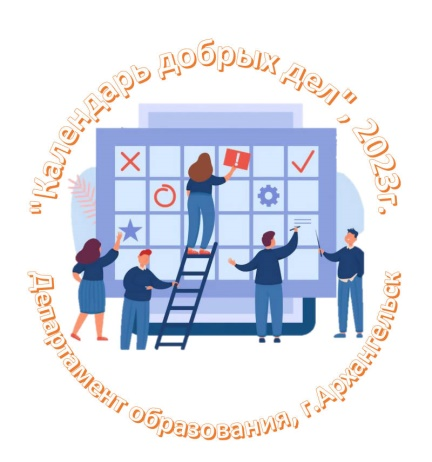 "Календарь добрых дел", 2023г.
Департамент образования, г.Архангельск